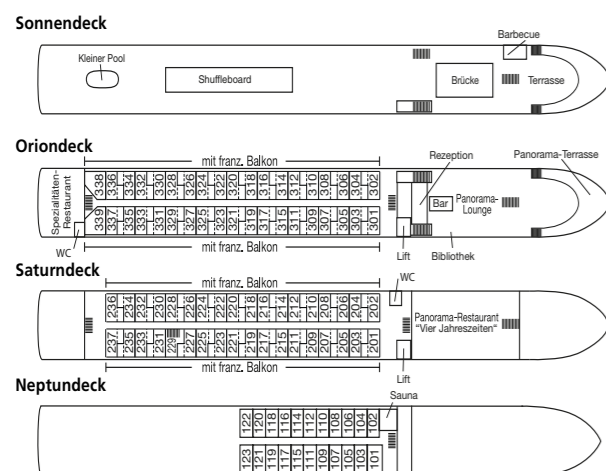 Sonnendeck
Barbecue
Kleiner Pool
Shuffleboard
Brücke
Terrasse
Oriondeck
mit franz. Balkon
Rezeption
Panorama-Terrasse
Spezialitäten-
Restaurant
338 336 334 332 330 328 326 324 322 320 318 316 314 312 310 308 306 304 302
339 337 335 333 331 329 327 325 323 321 319 317 315 311 309 307 305 303 301
Bar
Panorama-
Lounge
WC
mit franz. Balkon
Lift
Bibliothek
Saturndeck
mit franz. Balkon
WC
236 234 232 230 228 226 224 222 220 218 216 214 212 210 208 206 204 202
237 235 233 231 229 227 225 223 221 219 217 215 211 209 207 205 203 201
Panorama-Restaurant
"Vier Jahreszeiten"
mit franz. Balkon
Lift
Neptundeck
Sauna
122 120 118 116 114 112 110 108 106 104 102
123 121 119 117 115 111 109 107 105 103 101